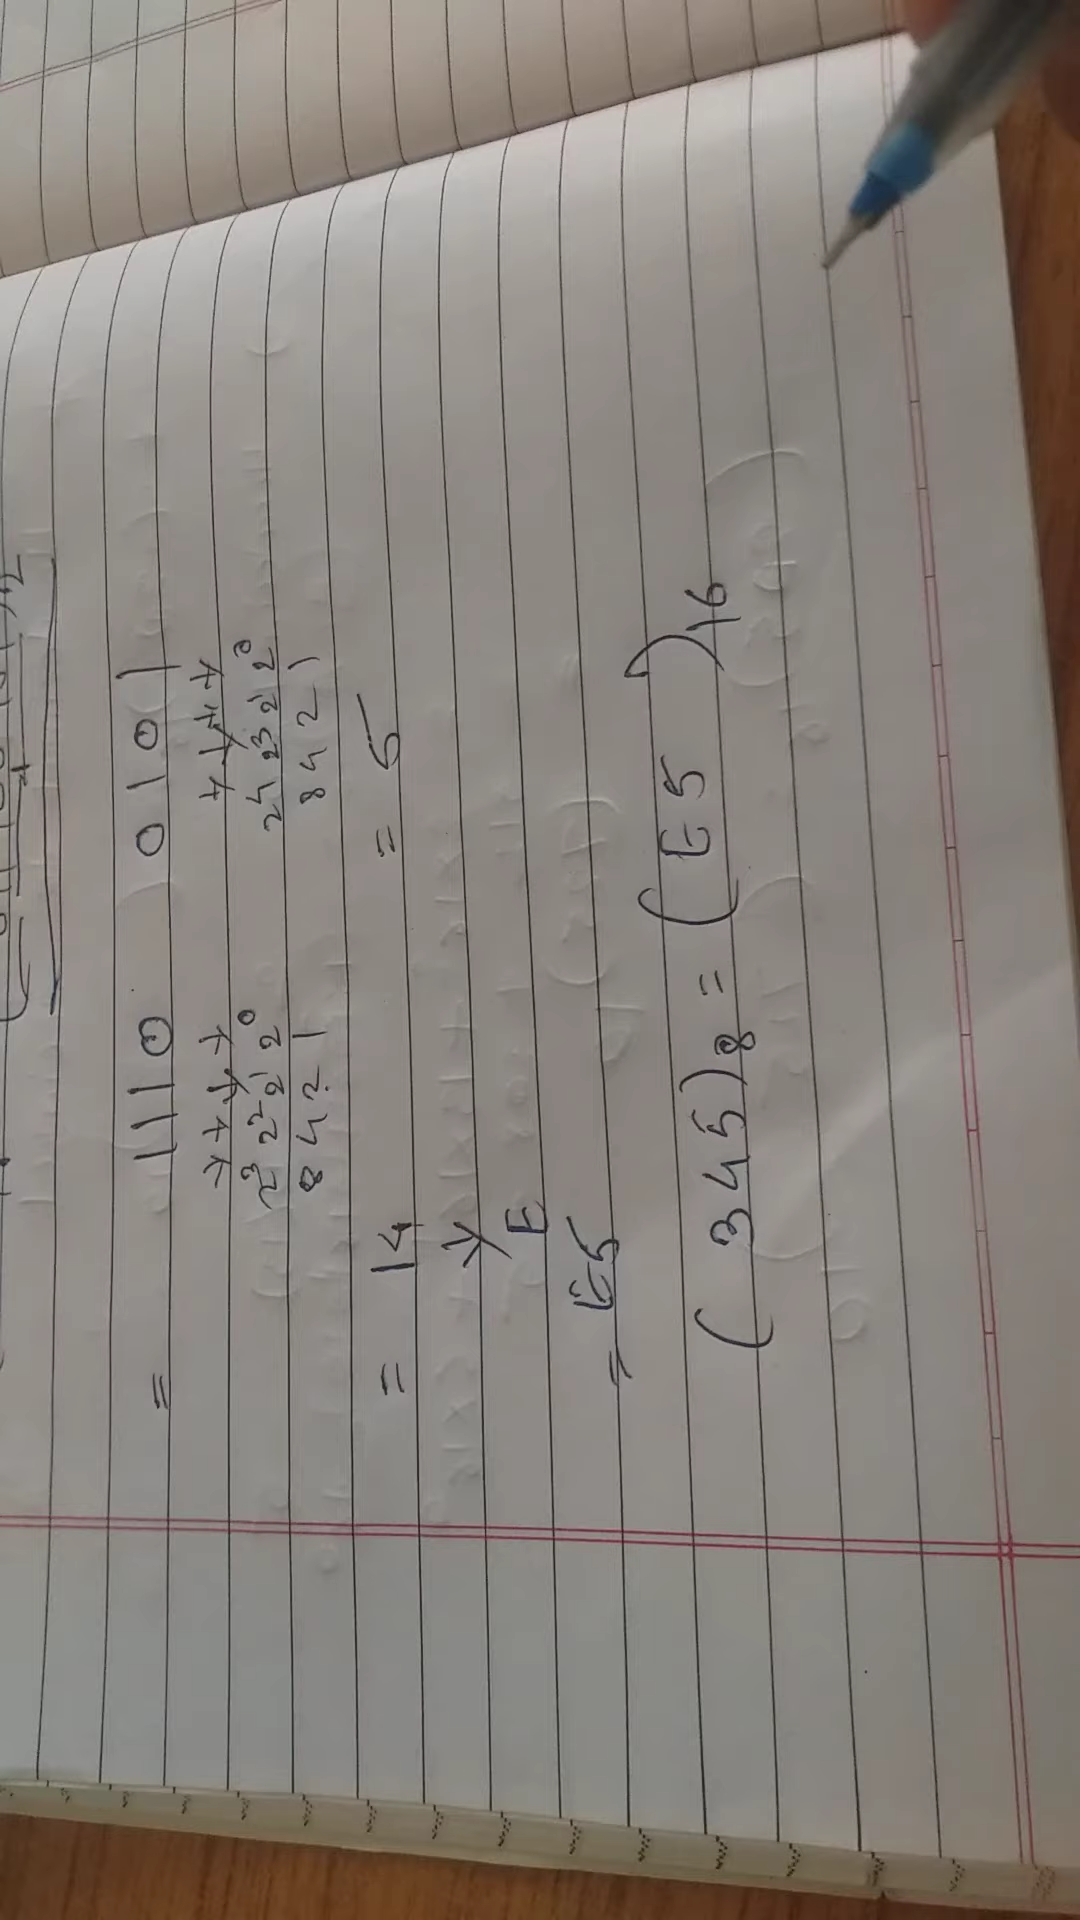 = 1110 0101
2³ 2² 2¹ 2⁰ 2⁴ 2³ 2¹ 2⁰
8 4 2 1 8 4 2 1
= 14 = 5
E
= E5
(345)₈ = (E5)₁₆